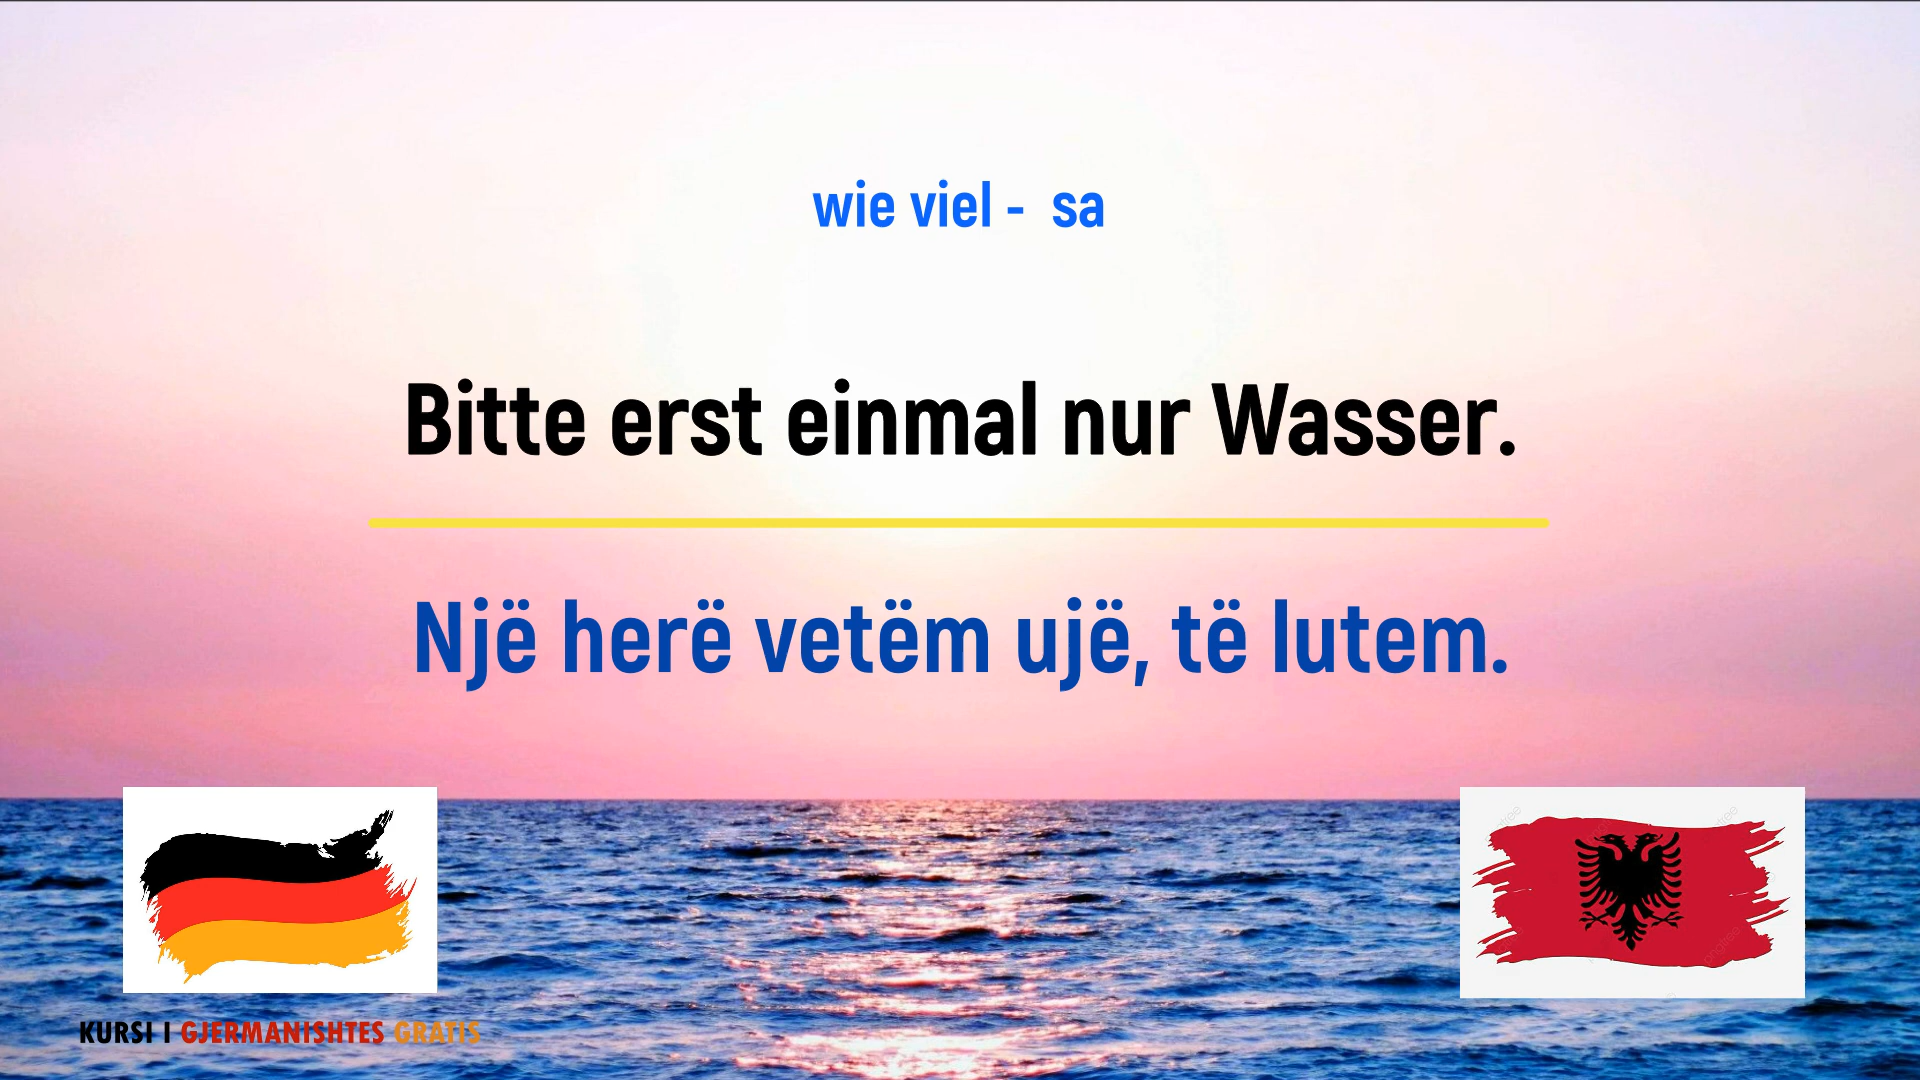 wie viel - sa
Bitte erst einmal nur Wasser.
Një herë vetëm ujë, të lutem.
KURSI I GJERMANISHTES GRATIS